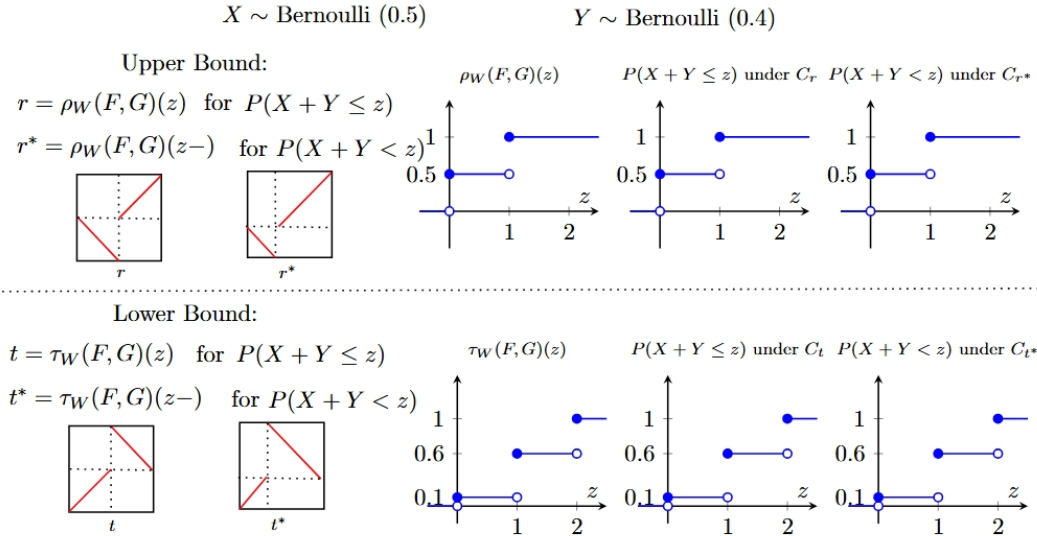 X ∼ Bernoulli (0.5)
Y ∼ Bernoulli (0.4)
Upper Bound:
r = ρ_W(F, G)(z) for P(X + Y ≤ z)
r* = ρ_W(F, G)(z−) for P(X + Y < z)
r
r*
ρ_W(F, G)(z)
1
0.5
z
1
2
P(X + Y ≤ z) under C_r
1
0.5
z
1
2
P(X + Y < z) under C_{r*}
1
0.5
z
1
2
Lower Bound:
t = τ_W(F, G)(z) for P(X + Y ≤ z)
t* = τ_W(F, G)(z−) for P(X + Y < z)
t
t*
τ_W(F, G)(z)
1
0.6
0.1
z
1
2
P(X + Y ≤ z) under C_t
1
0.6
0.1
z
1
2
P(X + Y < z) under C_{t*}
1
0.6
0.1
z
1
2